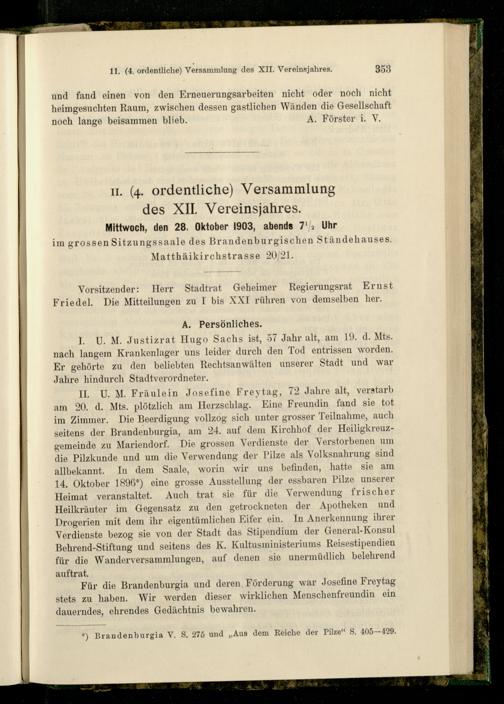 11. (4. ordentliche) Versammlung des XII. Vereinsjahres. 353
und fand einen von den Erneuerungsarbeiten nicht oder noch nicht
heimgesuchten Raum, zwischen dessen gastlichen Wänden die Gesellschaft
noch lange beisammen blieb. A. Förster i. V.
11. (4. ordentliche) Versammlung
des XII. Vereinsjahres.
Mittwoch, den 28. Oktober 1903, abends 7½ Uhr
im grossen Sitzungssaale des Brandenburgischen Ständehauses.
Matthäikirchstrasse 20/21.
Vorsitzender: Herr Stadtrat Geheimer Regierungsrat Ernst
Friedel. Die Mitteilungen zu I bis XXI rühren von demselben her.
A. Persönliches.
I. U. M. Justizrat Hugo Sachs ist, 57 Jahr alt, am 19. d. Mts.
nach langem Krankenlager uns leider durch den Tod entrissen worden.
Er gehörte zu den beliebten Rechtsanwälten unserer Stadt und war
Jahre hindurch Stadtverordneter.
II. U. M. Fräulein Josefine Freytag, 72 Jahre alt, verstarb
am 20. d. Mts. plötzlich am Herzschlag. Eine Freundin fand sie tot
im Zimmer. Die Beerdigung vollzog sich unter grosser Teilnahme, auch
seitens der Brandenburgia, am 24. auf dem Kirchhof der Heiligkreuz-
gemeinde zu Mariendorf. Die grossen Verdienste der Verstorbenen um
die Pilzkunde und um die Verwendung der Pilze als Volksnahrung sind
allbekannt. In dem Saale, worin wir uns befinden, hatte sie am
14. Oktober 1896*) eine grosse Ausstellung der essbaren Pilze unserer
Heimat veranstaltet. Auch trat sie für die Verwendung frischer
Heilkräuter im Gegensatz zu den getrockneten der Apotheken und
Drogerien mit dem ihr eigentümlichen Eifer ein. In Anerkennung ihrer
Verdienste bezog sie von der Stadt das Stipendium der General-Konsul
Behrend-Stiftung und seitens des K. Kultusministeriums Reisestipendien
für die Wanderversammlungen, auf denen sie unermüdlich belehrend
auftrat.
Für die Brandenburgia und deren Förderung war Josefine Freytag
stets zu haben. Wir werden dieser wirklichen Menschenfreundin ein
dauerndes, ehrendes Gedächtnis bewahren.
*) Brandenburgia V. S. 275 und „Aus dem Reiche der Pilze“ S. 405—429.